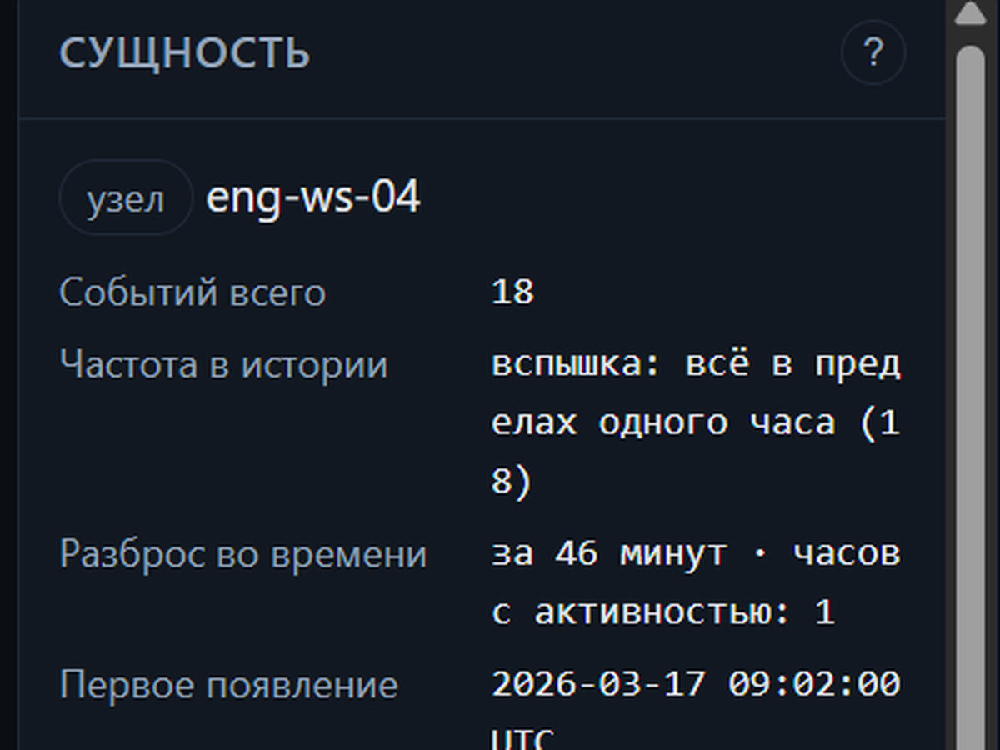 СУЩНОСТЬ ?
узел eng-ws-04
Событий всего 18
Частота в истории вспышка: всё в пред
елах одного часа (1
8)
Разброс во времени за 46 минут · часов
с активностью: 1
Первое появление 2026-03-17 09:02:00
UTC